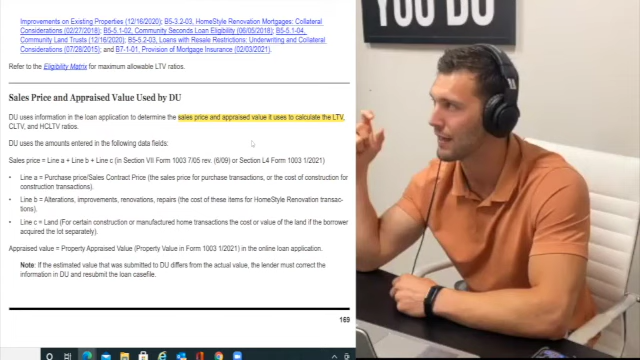 YOU DO
Improvements on Existing Properties (12/16/2020); B5-3.2-03, HomeStyle Renovation Mortgages: Collateral
Considerations (02/27/2018); B5-5.1-02, Community Seconds Loan Eligibility (06/05/2018); B5-5.1-04,
Community Land Trusts (12/16/2020); B5-5.2-03, Loans with Resale Restrictions: Underwriting and Collateral
Considerations (07/28/2015); and B7-1-01, Provision of Mortgage Insurance (02/03/2021).
Refer to the Eligibility Matrix for maximum allowable LTV ratios.
Sales Price and Appraised Value Used by DU
DU uses information in the loan application to determine the sales price and appraised value it uses to calculate the LTV,
CLTV, and HCLTV ratios.
DU uses the amounts entered in the following data fields:
Sales price = Line a + Line b + Line c (in Section VII Form 1003 7/05 rev. (6/09) or Section L4 Form 1003 1/2021)
• Line a = Purchase price/Sales Contract Price (the sales price for purchase transactions, or the cost of construction for
construction transactions).
• Line b = Alterations, improvements, renovations, repairs (the cost of these items for HomeStyle Renovation transac-
tions).
• Line c = Land (For certain construction or manufactured home transactions the cost or value of the land if the borrower
acquired the lot separately).
Appraised value = Property Appraised Value (Property Value in Form 1003 1/2021) in the online loan application.
Note: If the estimated value that was submitted to DU differs from the actual value, the lender must correct the
information in DU and resubmit the loan casefile.
169